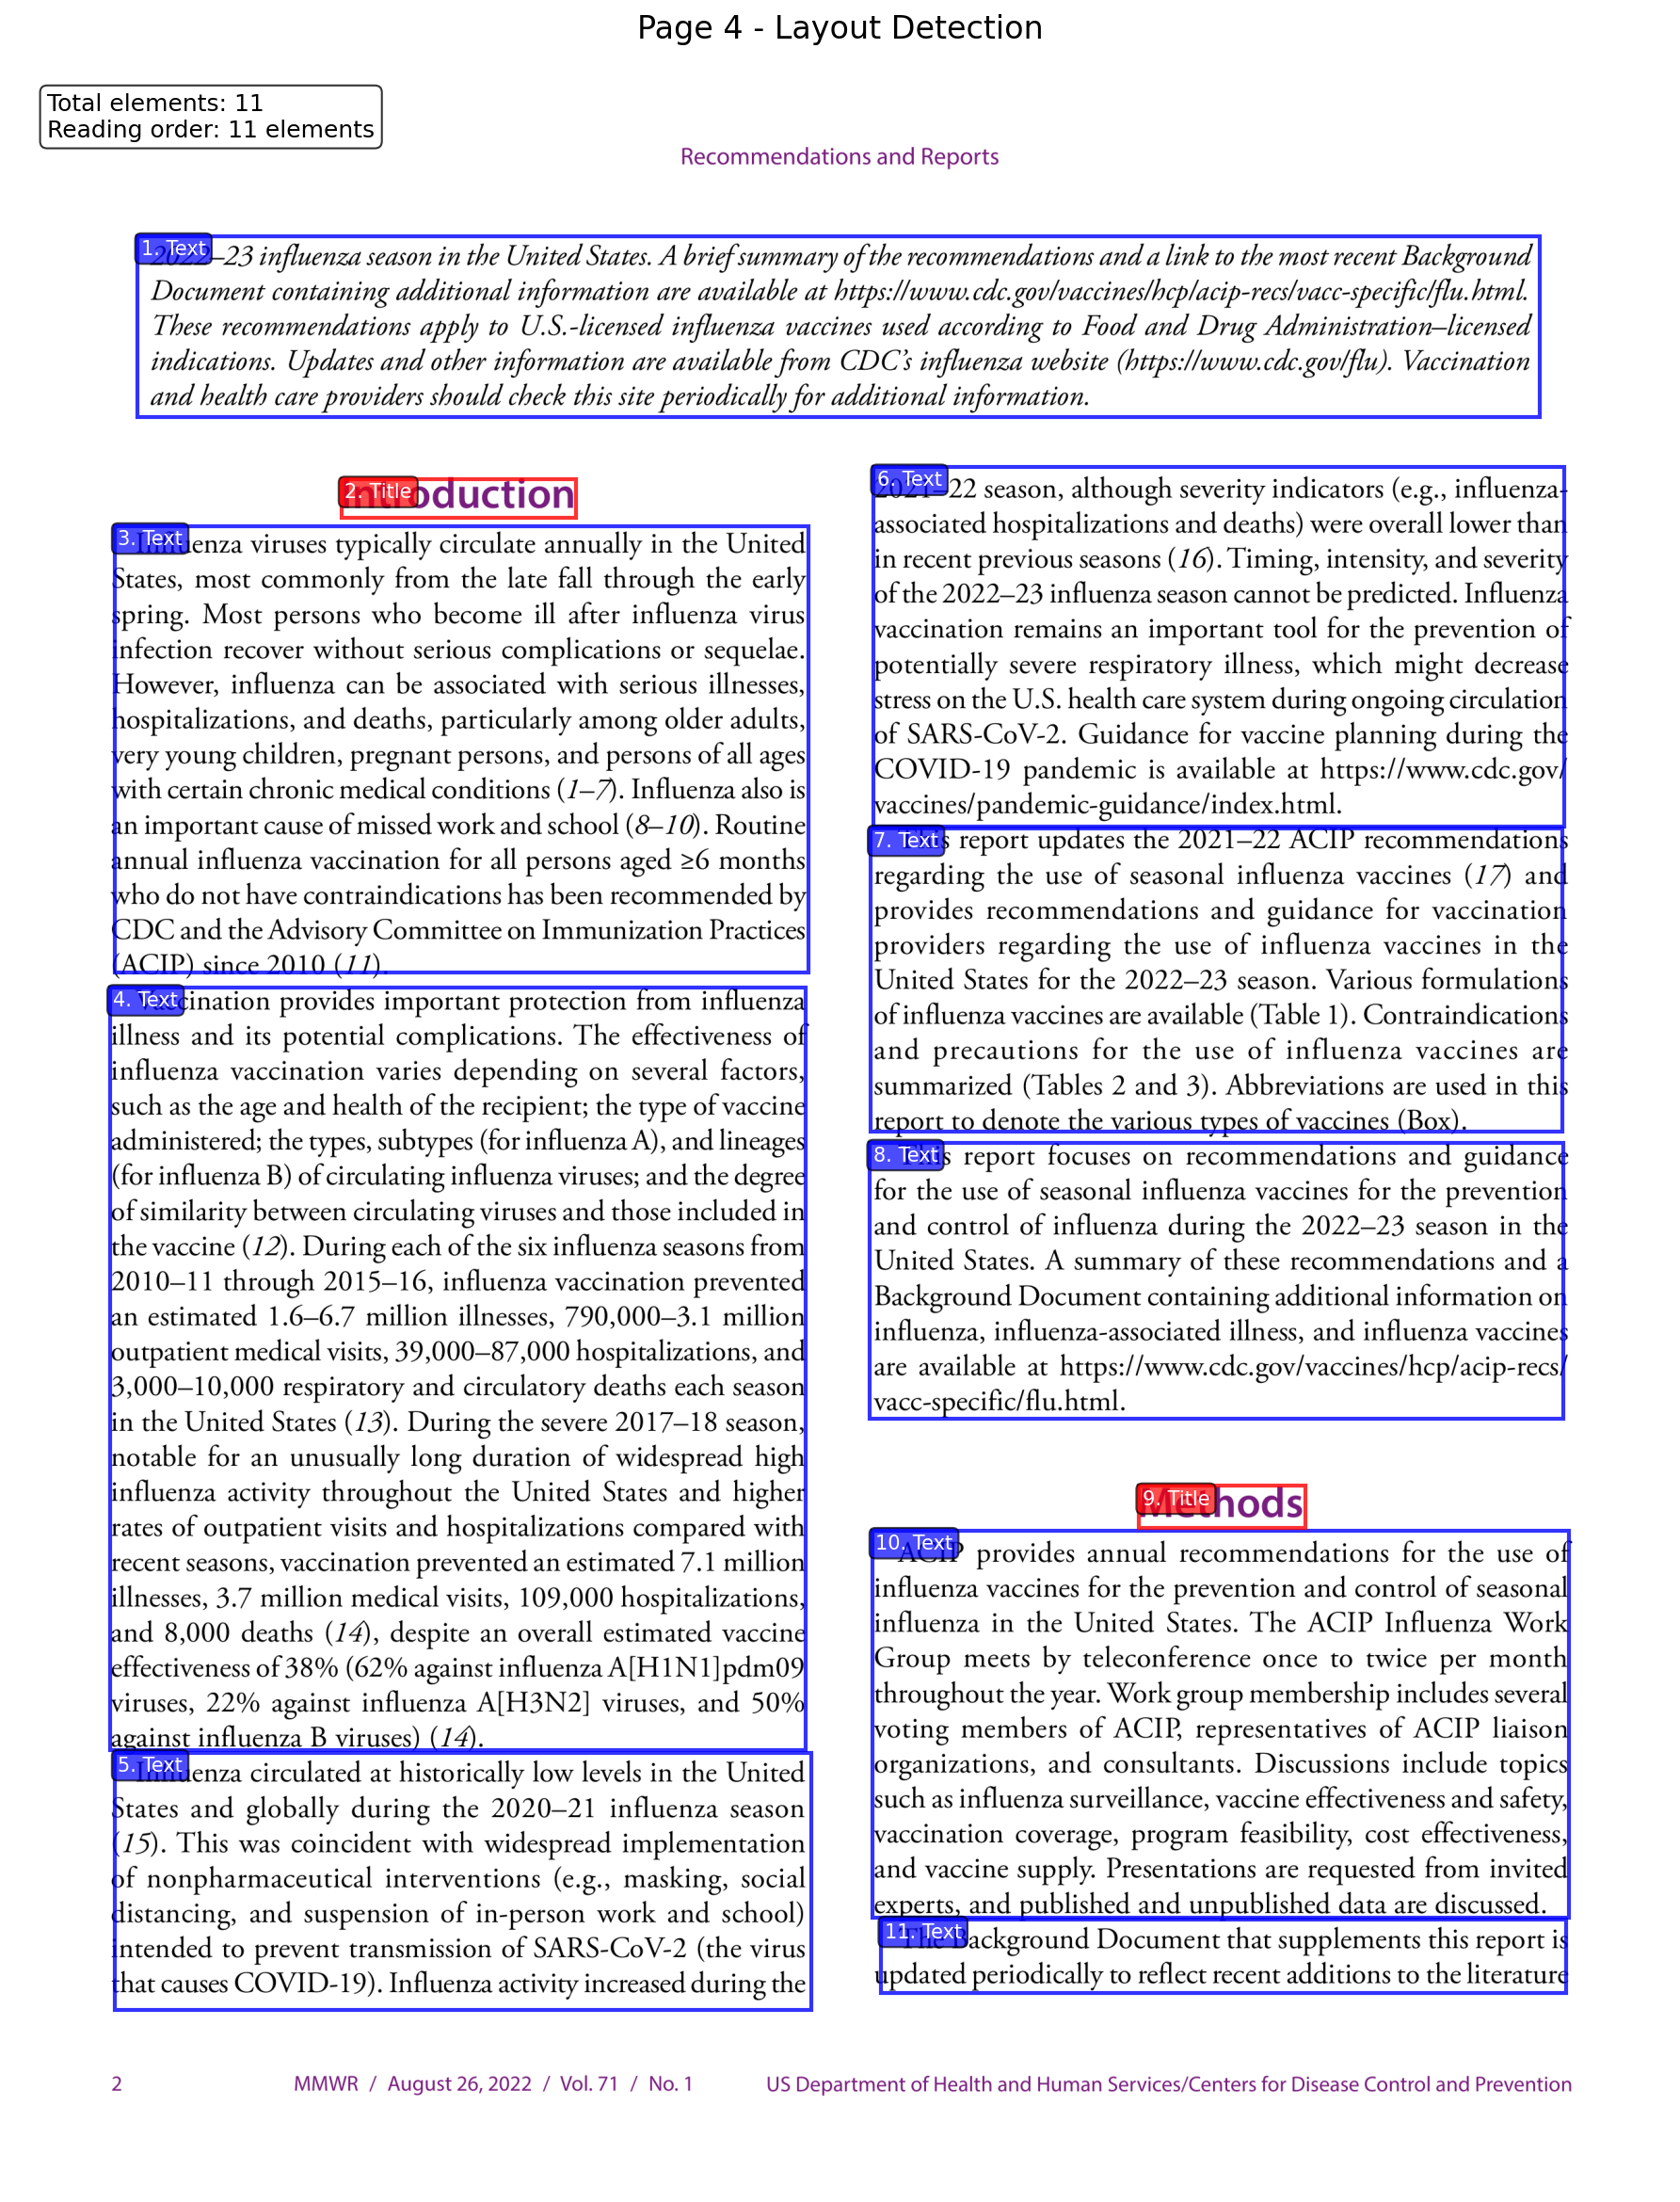 Page 4 - Layout Detection
Total elements: 11
Reading order: 11 elements
Recommendations and Reports
1. Text
2022–23 influenza season in the United States. A brief summary of the recommendations and a link to the most recent Background
Document containing additional information are available at https://www.cdc.gov/vaccines/hcp/acip-recs/vacc-specific/flu.html.
These recommendations apply to U.S.-licensed influenza vaccines used according to Food and Drug Administration–licensed
indications. Updates and other information are available from CDC's influenza website (https://www.cdc.gov/flu). Vaccination
and health care providers should check this site periodically for additional information.
2. Title
Introduction
3. Text
Influenza viruses typically circulate annually in the United
States, most commonly from the late fall through the early
spring. Most persons who become ill after influenza virus
infection recover without serious complications or sequelae.
However, influenza can be associated with serious illnesses,
hospitalizations, and deaths, particularly among older adults,
very young children, pregnant persons, and persons of all ages
with certain chronic medical conditions (1–7). Influenza also is
an important cause of missed work and school (8–10). Routine
annual influenza vaccination for all persons aged ≥6 months
who do not have contraindications has been recommended by
CDC and the Advisory Committee on Immunization Practices
(ACIP) since 2010 (11).
4. Text
Vaccination provides important protection from influenza
illness and its potential complications. The effectiveness of
influenza vaccination varies depending on several factors,
such as the age and health of the recipient; the type of vaccine
administered; the types, subtypes (for influenza A), and lineages
(for influenza B) of circulating influenza viruses; and the degree
of similarity between circulating viruses and those included in
the vaccine (12). During each of the six influenza seasons from
2010–11 through 2015–16, influenza vaccination prevented
an estimated 1.6–6.7 million illnesses, 790,000–3.1 million
outpatient medical visits, 39,000–87,000 hospitalizations, and
3,000–10,000 respiratory and circulatory deaths each season
in the United States (13). During the severe 2017–18 season,
notable for an unusually long duration of widespread high
influenza activity throughout the United States and higher
rates of outpatient visits and hospitalizations compared with
recent seasons, vaccination prevented an estimated 7.1 million
illnesses, 3.7 million medical visits, 109,000 hospitalizations,
and 8,000 deaths (14), despite an overall estimated vaccine
effectiveness of 38% (62% against influenza A[H1N1]pdm09
viruses, 22% against influenza A[H3N2] viruses, and 50%
against influenza B viruses) (14).
5. Text
Influenza circulated at historically low levels in the United
States and globally during the 2020–21 influenza season
(15). This was coincident with widespread implementation
of nonpharmaceutical interventions (e.g., masking, social
distancing, and suspension of in-person work and school)
intended to prevent transmission of SARS-CoV-2 (the virus
that causes COVID-19). Influenza activity increased during the
6. Text
2021–22 season, although severity indicators (e.g., influenza-
associated hospitalizations and deaths) were overall lower than
in recent previous seasons (16). Timing, intensity, and severity
of the 2022–23 influenza season cannot be predicted. Influenza
vaccination remains an important tool for the prevention of
potentially severe respiratory illness, which might decrease
stress on the U.S. health care system during ongoing circulation
of SARS-CoV-2. Guidance for vaccine planning during the
COVID-19 pandemic is available at https://www.cdc.gov/
vaccines/pandemic-guidance/index.html.
7. Text
This report updates the 2021–22 ACIP recommendations
regarding the use of seasonal influenza vaccines (17) and
provides recommendations and guidance for vaccination
providers regarding the use of influenza vaccines in the
United States for the 2022–23 season. Various formulations
of influenza vaccines are available (Table 1). Contraindications
and precautions for the use of influenza vaccines are
summarized (Tables 2 and 3). Abbreviations are used in this
report to denote the various types of vaccines (Box).
8. Text
This report focuses on recommendations and guidance
for the use of seasonal influenza vaccines for the prevention
and control of influenza during the 2022–23 season in the
United States. A summary of these recommendations and a
Background Document containing additional information on
influenza, influenza-associated illness, and influenza vaccines
are available at https://www.cdc.gov/vaccines/hcp/acip-recs/
vacc-specific/flu.html.
9. Title
Methods
10. Text
ACIP provides annual recommendations for the use of
influenza vaccines for the prevention and control of seasonal
influenza in the United States. The ACIP Influenza Work
Group meets by teleconference once to twice per month
throughout the year. Work group membership includes several
voting members of ACIP, representatives of ACIP liaison
organizations, and consultants. Discussions include topics
such as influenza surveillance, vaccine effectiveness and safety,
vaccination coverage, program feasibility, cost effectiveness,
and vaccine supply. Presentations are requested from invited
experts, and published and unpublished data are discussed.
11. Text
The Background Document that supplements this report is
updated periodically to reflect recent additions to the literature
2
MMWR / August 26, 2022 / Vol. 71 / No. 1
US Department of Health and Human Services/Centers for Disease Control and Prevention